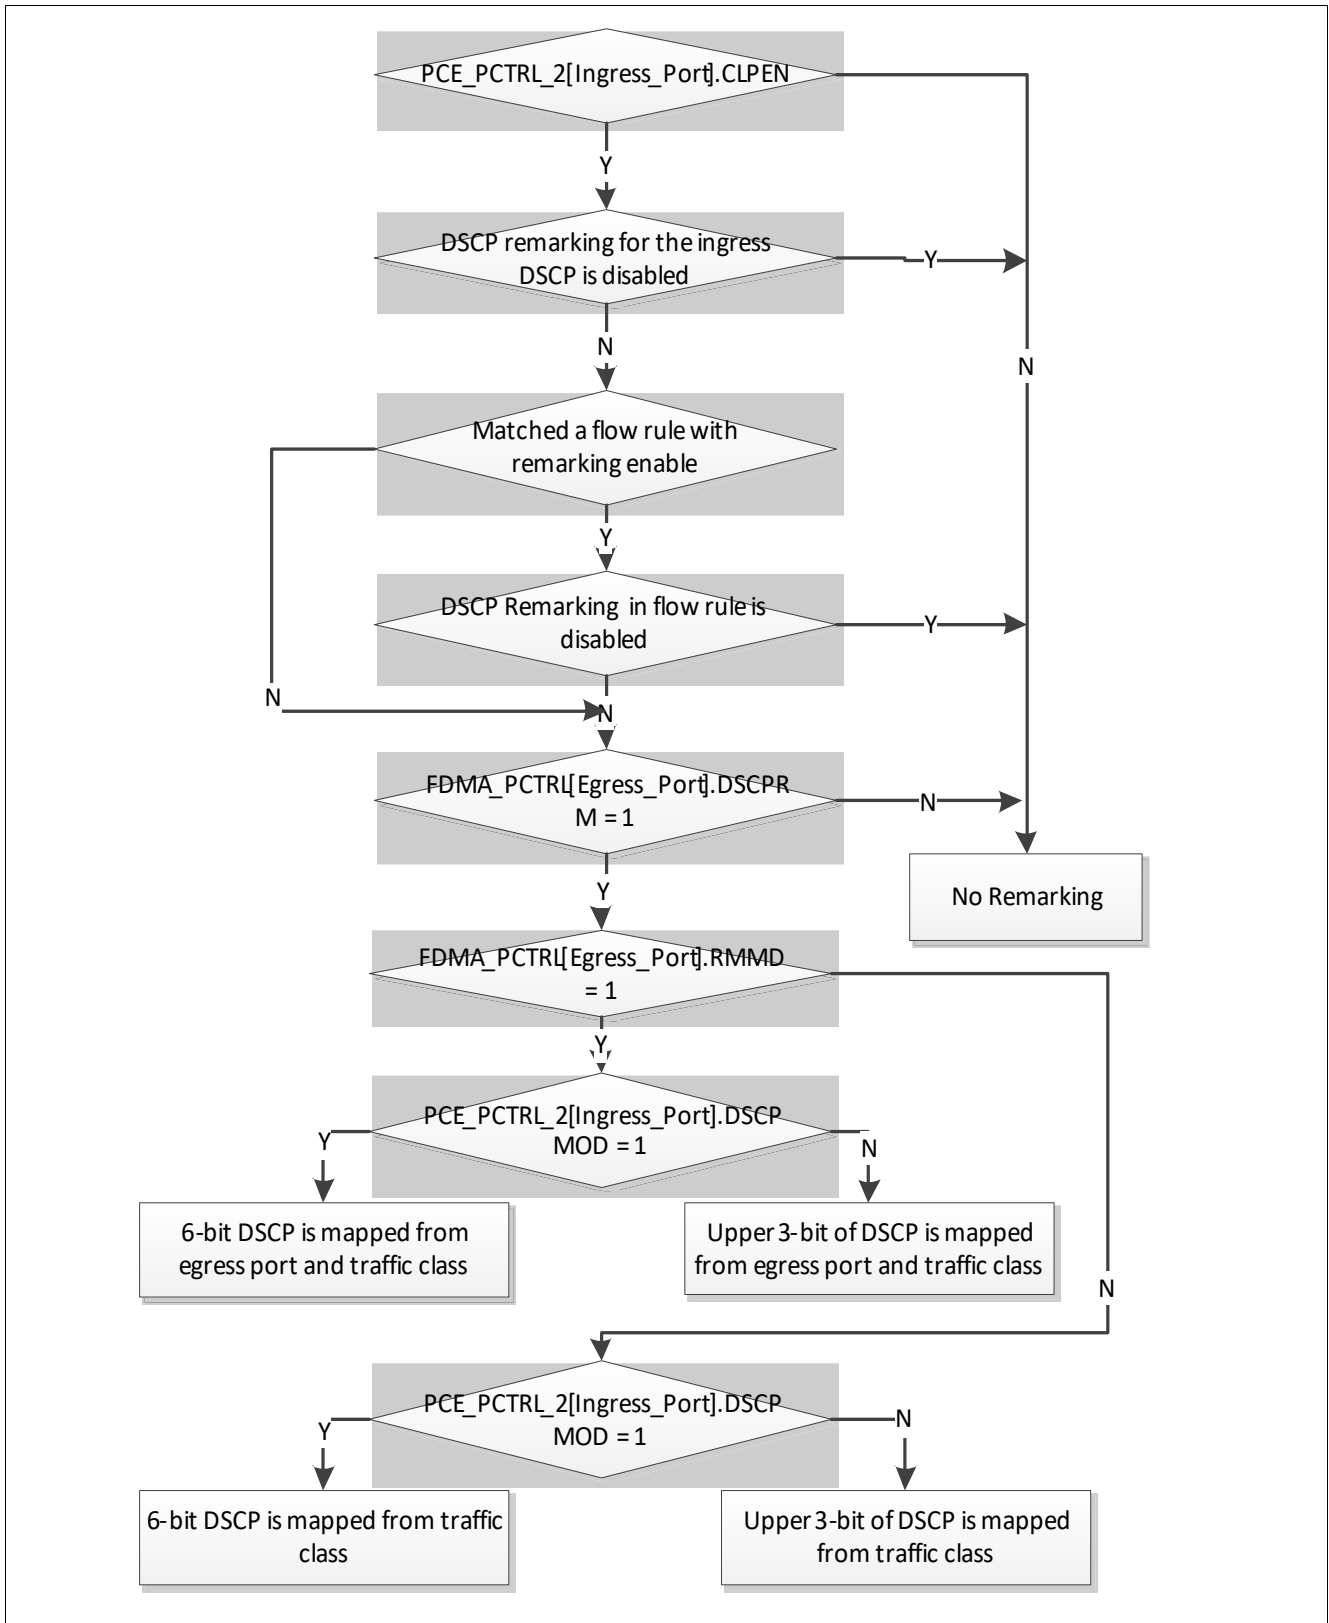 PCE_PCTRL_2[Ingress_Port].CLPEN
Y
DSCP remarking for the ingress
DSCP is disabled
Y
N
N
Matched a flow rule with
remarking enable
Y
DSCP Remarking in flow rule is
disabled
Y
N
N
FDMA_PCTRL[Egress_Port].DSCPR
M = 1
N
Y
No Remarking
FDMA_PCTRL[Egress_Port].RMMD
= 1
Y
PCE_PCTRL_2[Ingress_Port].DSCP
MOD = 1
Y
N
6-bit DSCP is mapped from
egress port and traffic class
Upper 3-bit of DSCP is mapped
from egress port and traffic class
N
PCE_PCTRL_2[Ingress_Port].DSCP
MOD = 1
Y
N
6-bit DSCP is mapped from traffic
class
Upper 3-bit of DSCP is mapped
from traffic class